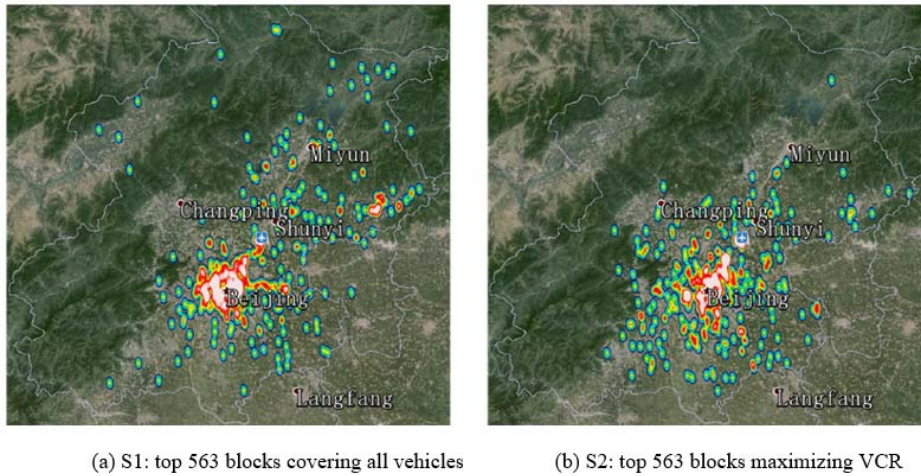 Miyun
Changping
Shunyi
Beijing
Langfang
Miyun
Changping
Shunyi
Beijing
Langfang
(a) S1: top 563 blocks covering all vehicles
(b) S2: top 563 blocks maximizing VCR